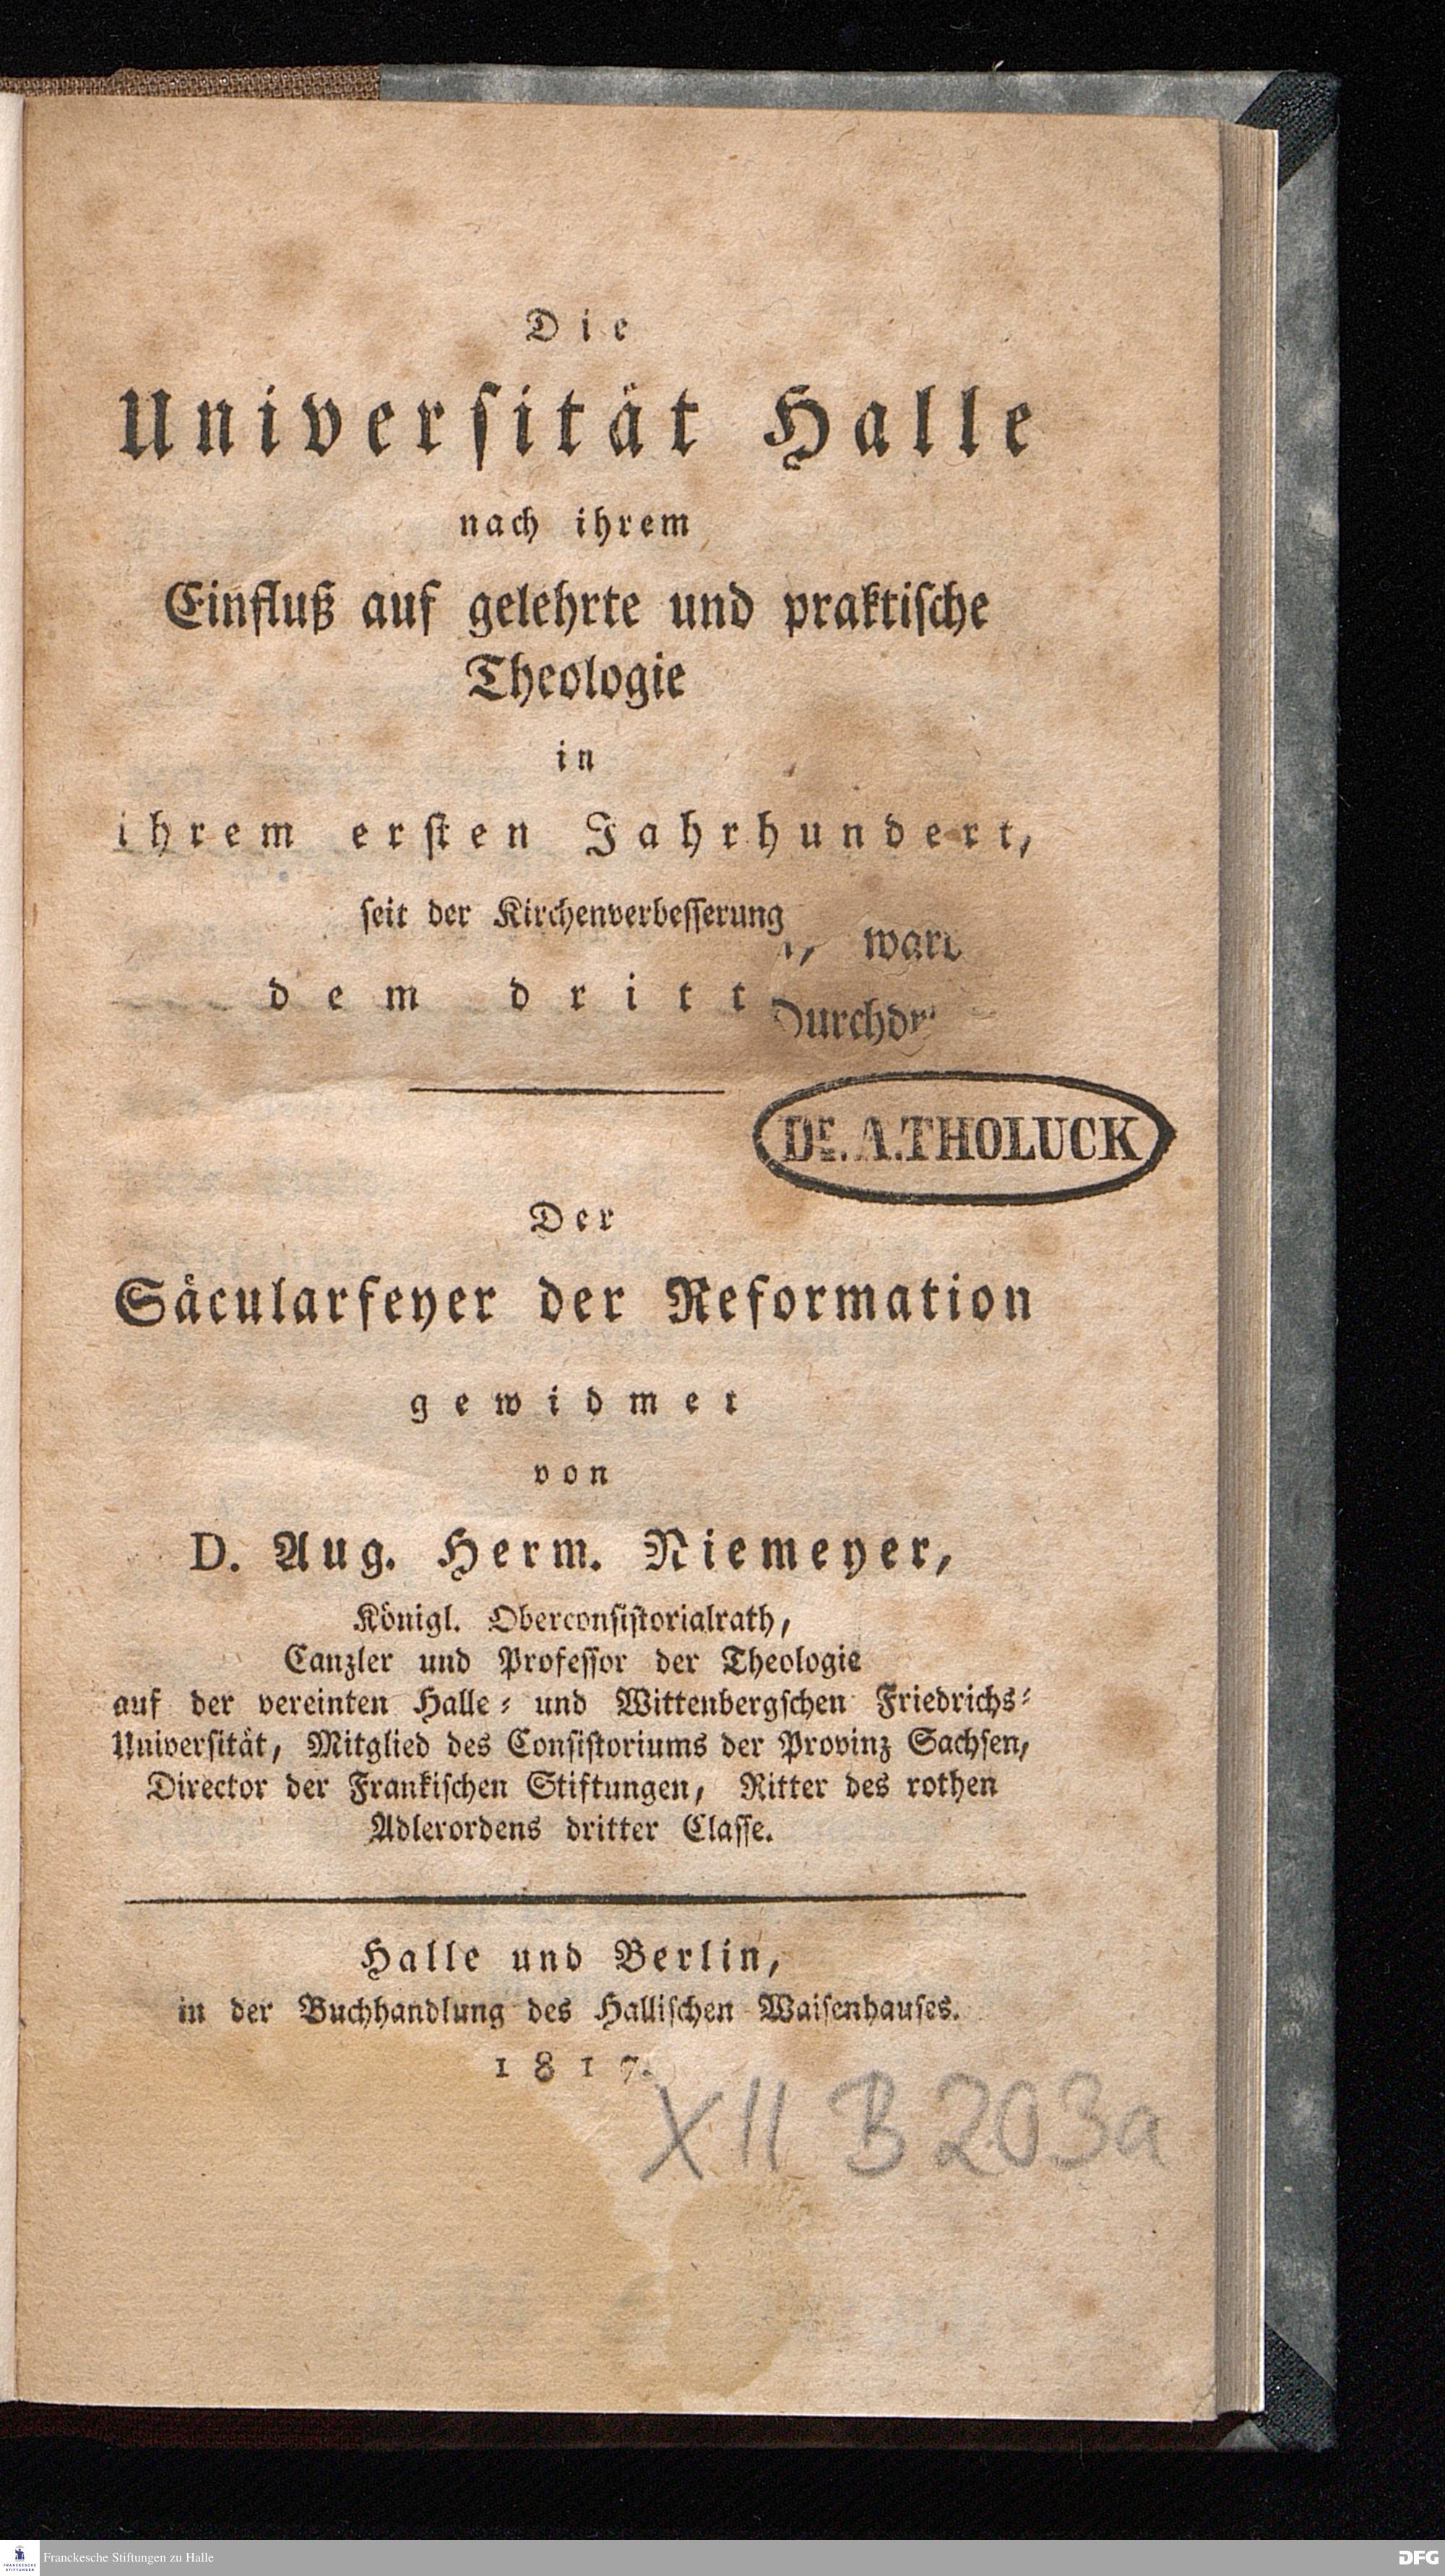 Die
Universität Halle
nach ihrem
Einfluß auf gelehrte und praktische
Theologie
in
ihrem ersten Jahrhundert,
seit der Kirchenverbesserung
dem dritt
Dr. A. THOLUCK
Der
Säcularfeyer der Reformation
gewidmet
von
D. Aug. Herm. Niemeyer,
Königl. Oberconsistorialrath,
Canzler und Professor der Theologie
auf der vereinten Halle- und Wittenbergschen Friedrichs-
Universität, Mitglied des Consistoriums der Provinz Sachsen,
Director der Frankischen Stiftungen, Ritter des rothen
Adlerordens dritter Classe.
Halle und Berlin,
in der Buchhandlung des Hallischen Waisenhauses.
1817.
XII B 203a
Franckesche Stiftungen zu Halle
DFG